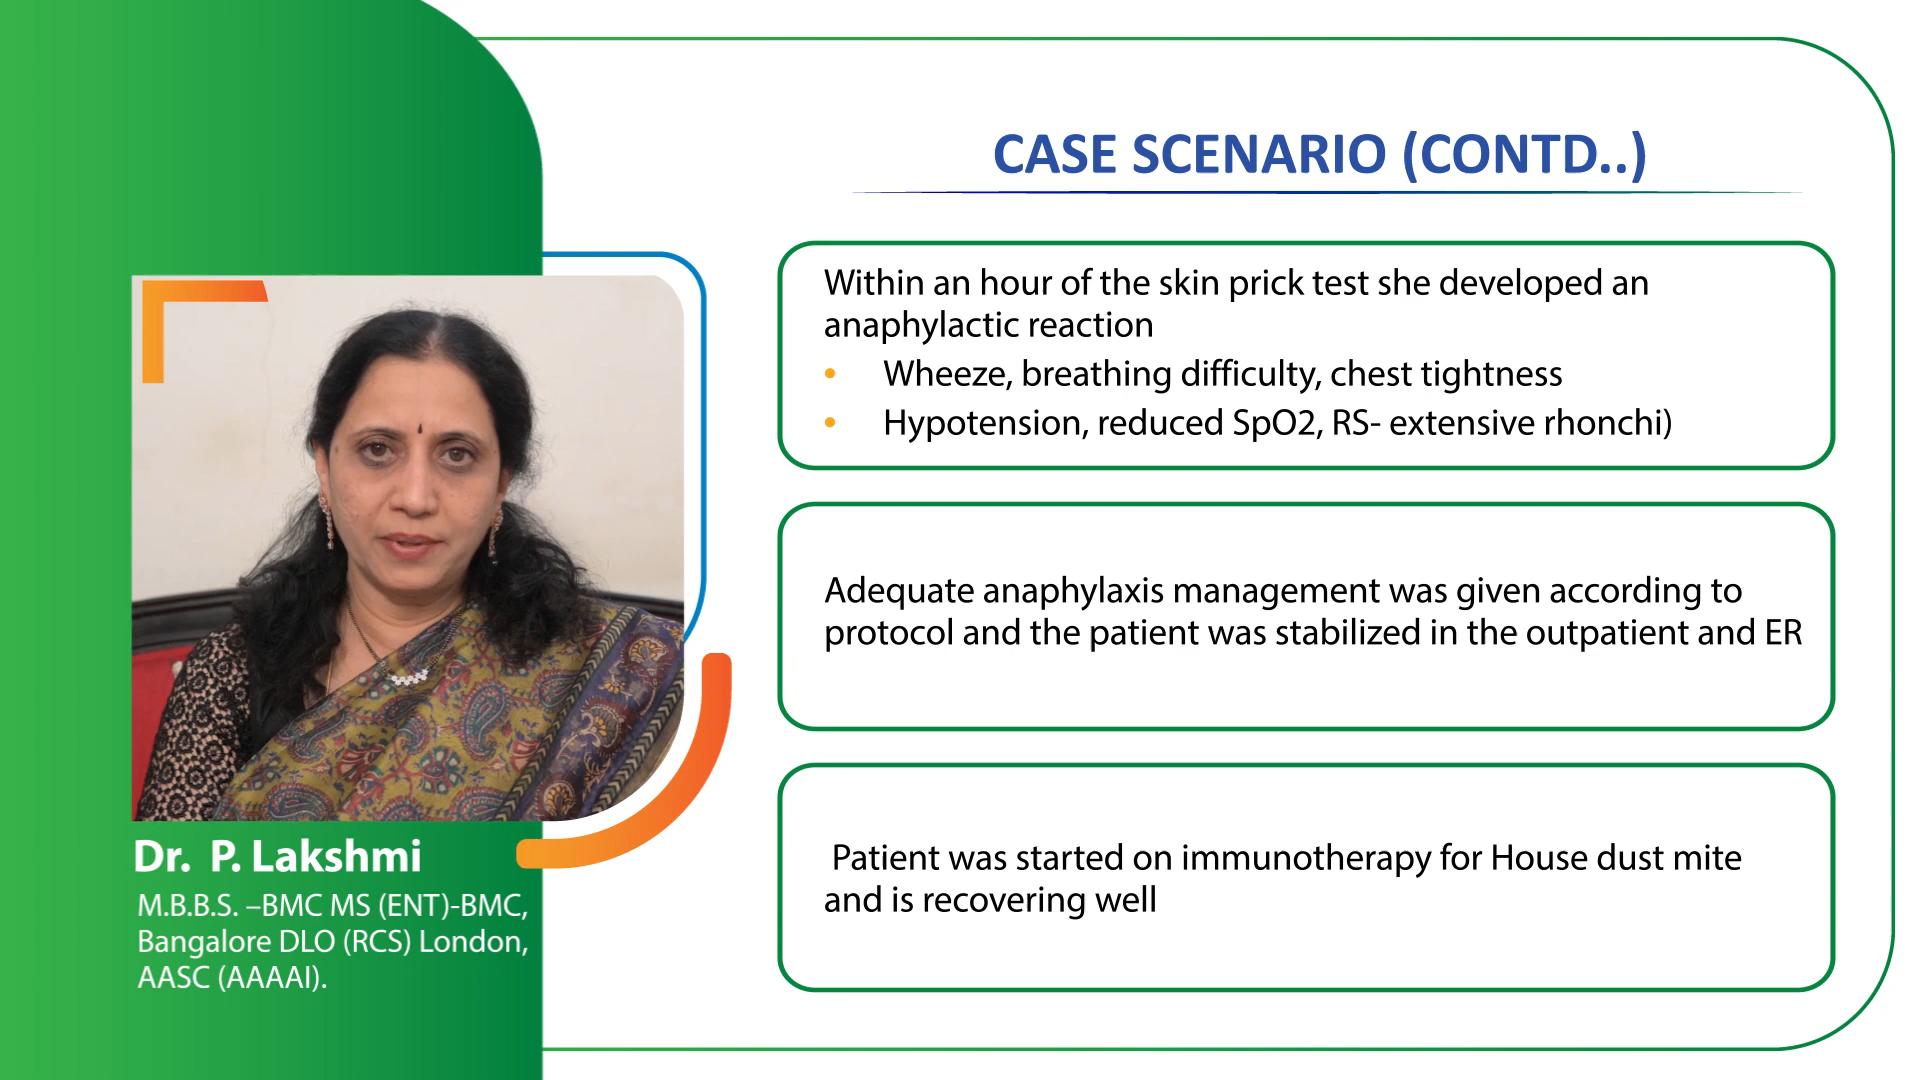 CASE SCENARIO (CONTD..)
Within an hour of the skin prick test she developed an
anaphylactic reaction
• Wheeze, breathing difficulty, chest tightness
• Hypotension, reduced SpO2, RS- extensive rhonchi)
Adequate anaphylaxis management was given according to
protocol and the patient was stabilized in the outpatient and ER
Patient was started on immunotherapy for House dust mite
and is recovering well
Dr. P. Lakshmi
M.B.B.S. –BMC MS (ENT)-BMC,
Bangalore DLO (RCS) London,
AASC (AAAAI).